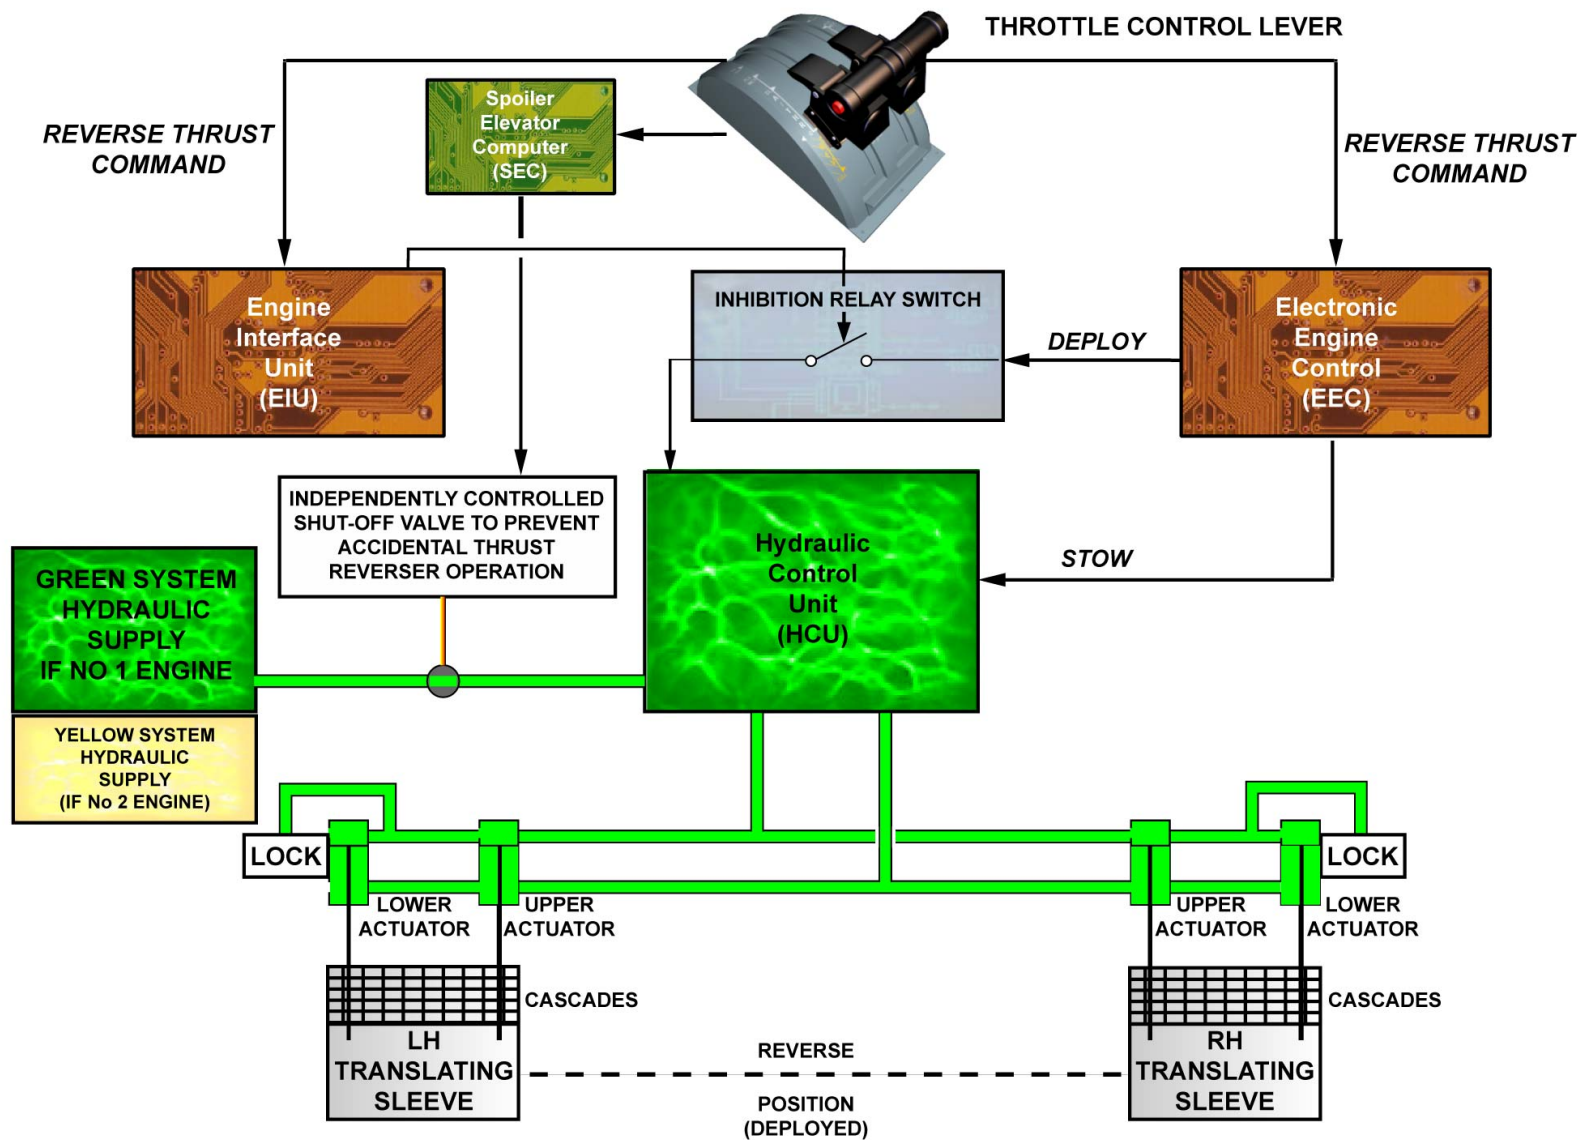 THROTTLE CONTROL LEVER
Spoiler
Elevator
Computer
(SEC)
REVERSE THRUST
COMMAND
REVERSE THRUST
COMMAND
Engine
Interface
Unit
(EIU)
INHIBITION RELAY SWITCH
DEPLOY
Electronic
Engine
Control
(EEC)
INDEPENDENTLY CONTROLLED
SHUT-OFF VALVE TO PREVENT
ACCIDENTAL THRUST
REVERSER OPERATION
Hydraulic
Control
Unit
(HCU)
STOW
GREEN SYSTEM
HYDRAULIC
SUPPLY
IF NO 1 ENGINE
YELLOW SYSTEM
HYDRAULIC
SUPPLY
(IF No 2 ENGINE)
LOCK
LOCK
LOWER
ACTUATOR
UPPER
ACTUATOR
UPPER
ACTUATOR
LOWER
ACTUATOR
CASCADES
CASCADES
LH
TRANSLATING
SLEEVE
REVERSE
POSITION
(DEPLOYED)
RH
TRANSLATING
SLEEVE